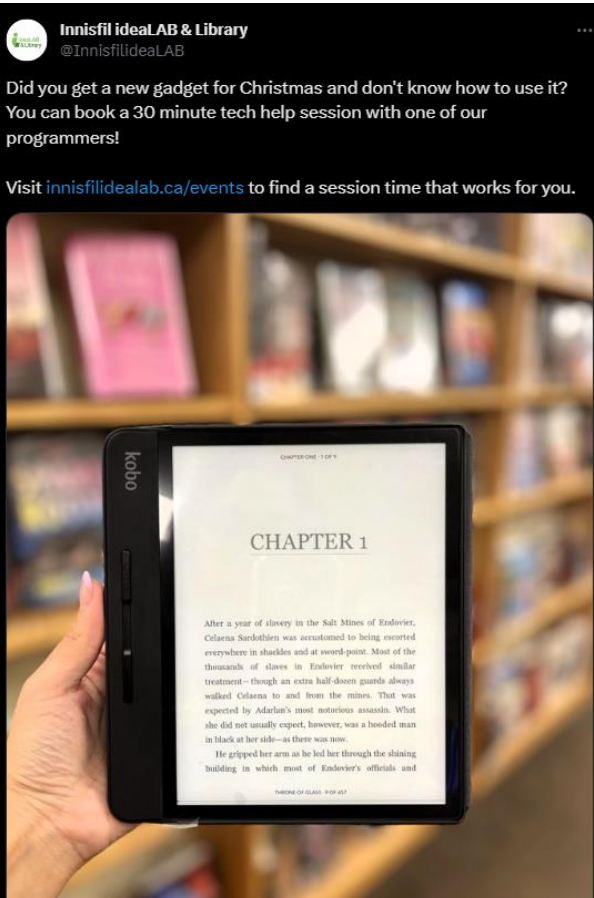 Innisfil ideaLAB & Library
@InnisfilideaLAB
Did you get a new gadget for Christmas and don't know how to use it?
You can book a 30 minute tech help session with one of our
programmers!
Visit innisfilidealab.ca/events to find a session time that works for you.
kobo
CHAPTER ONE · 1 OF 9
CHAPTER 1
After a year of slavery in the Salt Mines of Endovier,
Celaena Sardothien was accustomed to being escorted
everywhere in shackles and at sword-point. Most of the
thousands of slaves in Endovier received similar
treatment—though an extra half-dozen guards always
walked Celaena to and from the mines. That was
expected by Adarlan's most notorious assassin. What
she did not usually expect, however, was a hooded man
in black at her side—as there was now.
He gripped her arm as he led her through the shining
building in which most of Endovier's officials and
THRONE OF GLASS · 9 OF 457